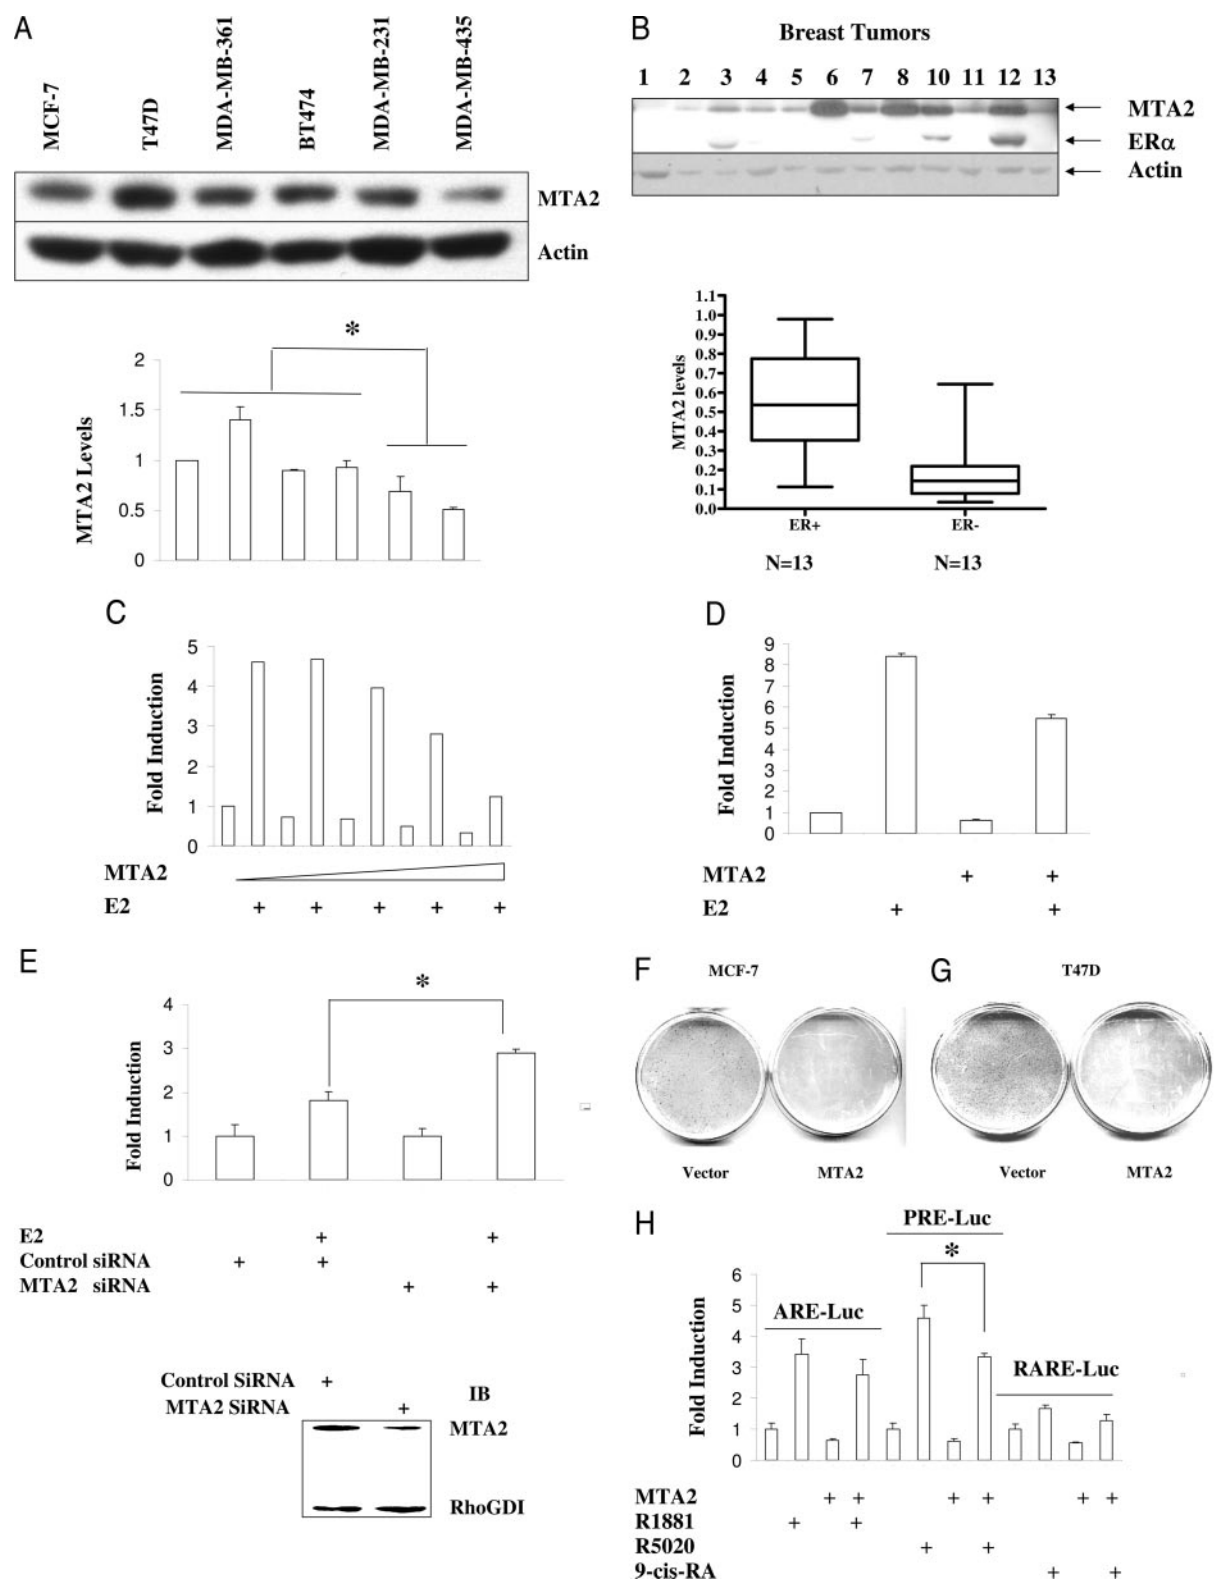 A
MCF-7
T47D
MDA-MB-361
BT474
MDA-MB-231
MDA-MB-435
MTA2
Actin
*
MTA2 Levels
2
1.5
1
0.5
0
B
Breast Tumors
1 2 3 4 5 6 7 8 10 11 12 13
MTA2
ERα
Actin
MTA2 levels
1.1
1.0
0.9
0.8
0.7
0.6
0.5
0.4
0.3
0.2
0.1
0.0
ER+ ER-
N=13 N=13
C
Fold Induction
5
4
3
2
1
0
MTA2
E2 + + + + +
D
Fold Induction
9
8
7
6
5
4
3
2
1
0
MTA2 + +
E2 + +
E
*
Fold Induction
4
3
2
1
0
E2 + +
Control siRNA + +
MTA2 siRNA + +
Control SiRNA +
MTA2 SiRNA +
IB
MTA2
RhoGDI
F
MCF-7
Vector MTA2
G
T47D
Vector MTA2
H
PRE-Luc
*
ARE-Luc
RARE-Luc
Fold Induction
6
5
4
3
2
1
0
MTA2 + + + + + +
R1881 + +
R5020 + +
9-cis-RA + +